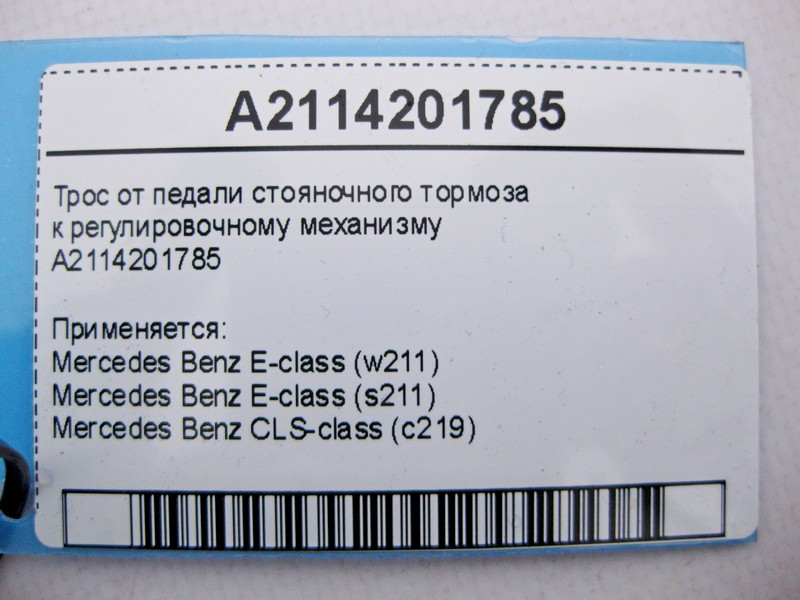 A2114201785
Трос от педали стояночного тормоза
к регулировочному механизму
A2114201785
Применяется:
Mercedes Benz E-class (w211)
Mercedes Benz E-class (s211)
Mercedes Benz CLS-class (c219)